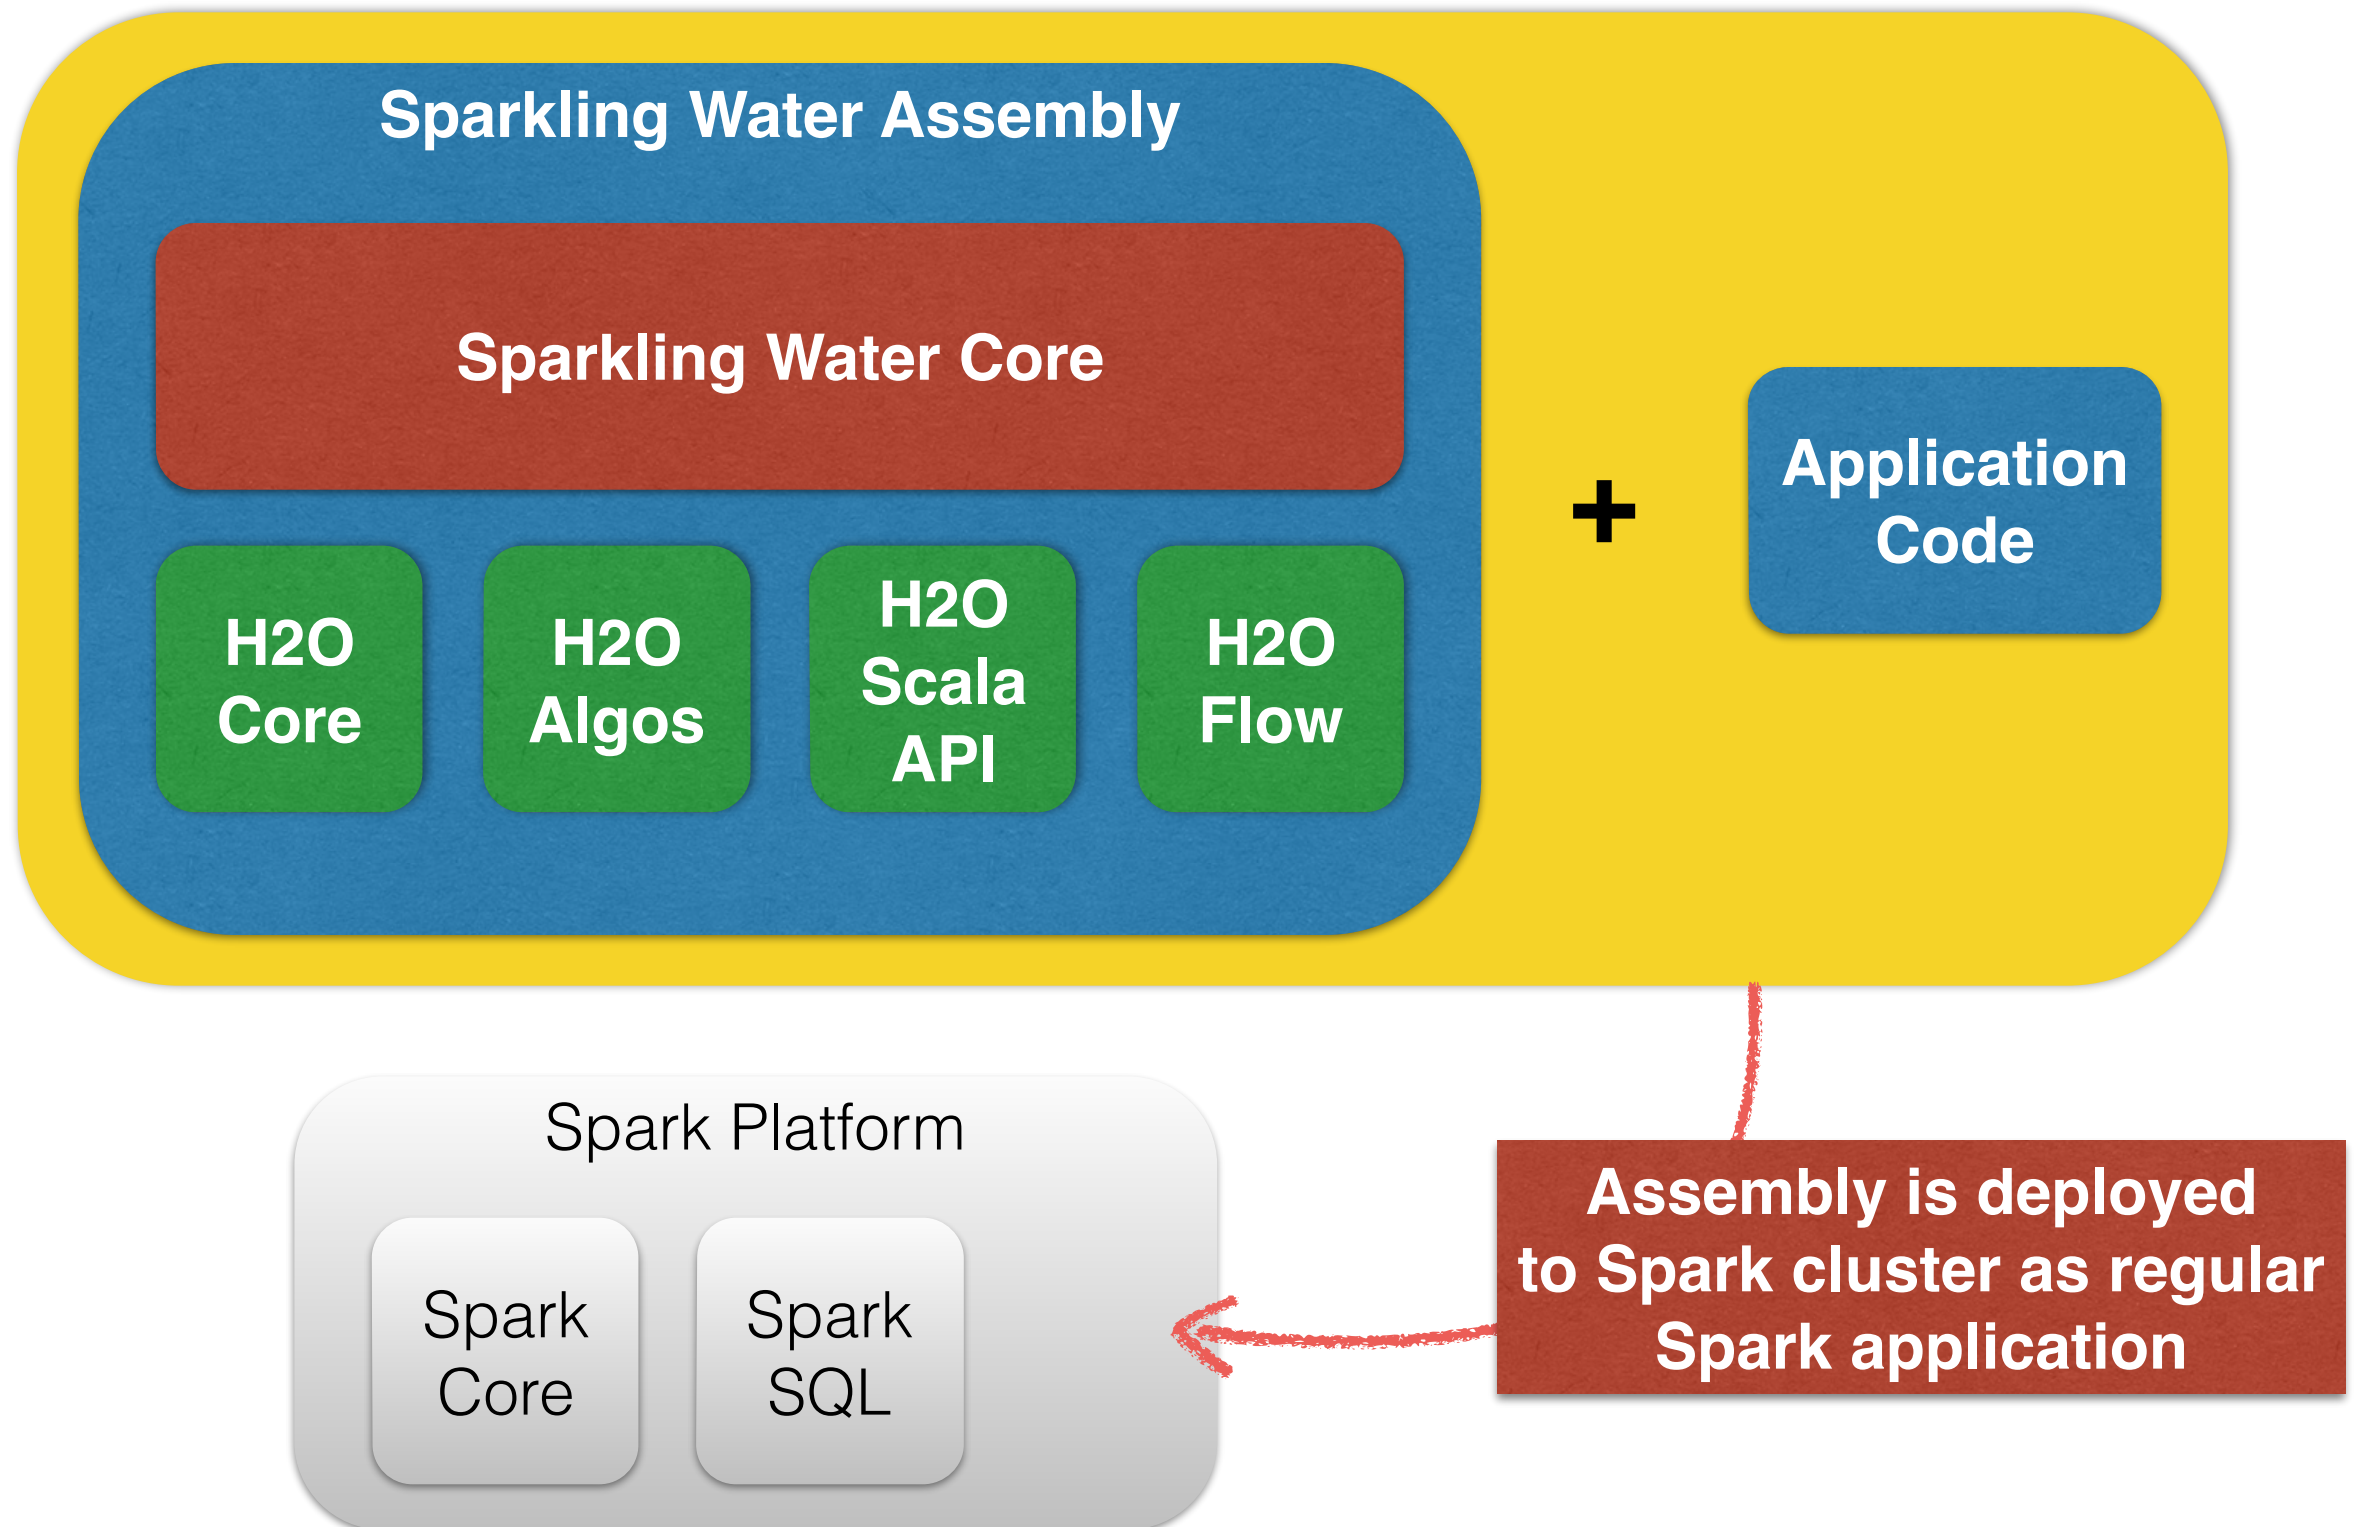 Sparkling Water Assembly
Sparkling Water Core
H2O
Core
H2O
Algos
H2O
Scala
API
H2O
Flow
+
Application
Code
Spark Platform
Spark
Core
Spark
SQL
Assembly is deployed
to Spark cluster as regular
Spark application